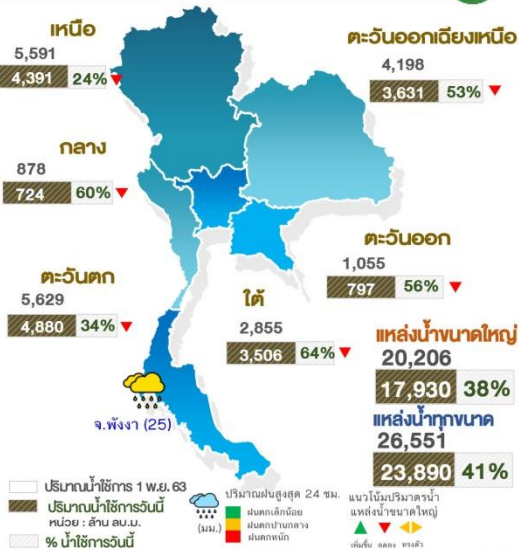 เหนือ
5,591
4,391 24%
ตะวันออกเฉียงเหนือ
4,198
3,631 53%
กลาง
878
724 60%
ตะวันออก
1,055
797 56%
ตะวันตก
5,629
4,880 34%
ใต้
2,855
3,506 64%
จ.พังงา (25)
แหล่งน้ำขนาดใหญ่
20,206
17,930 38%
แหล่งน้ำทุกขนาด
26,551
23,890 41%
ปริมาณน้ำใช้การ 1 พ.ย. 63
ปริมาณน้ำใช้การวันนี้
หน่วย : ล้าน ลบ.ม.
% น้ำใช้การวันนี้
ปริมาณฝนสูงสุด 24 ชม.
(มม.)
ฝนตกเล็กน้อย
ฝนตกปานกลาง
ฝนตกหนัก
แนวโน้มปริมาตรน้ำ
แหล่งน้ำขนาดใหญ่
เพิ่มขึ้น ลดลง ทรงตัว